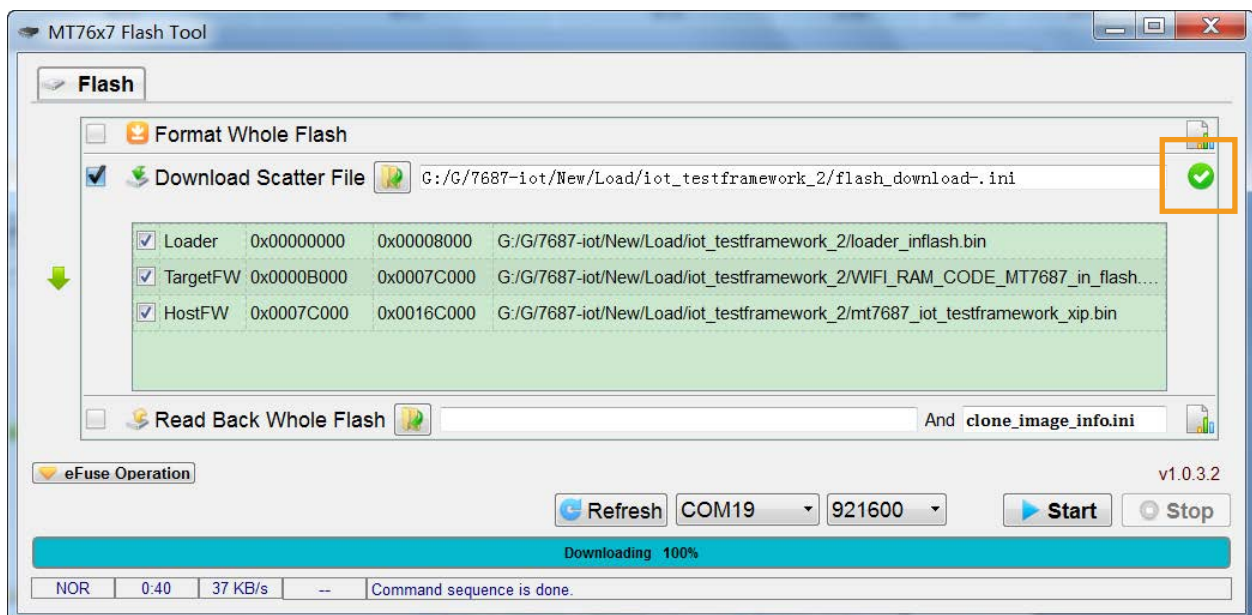 MT76x7 Flash Tool
Flash
Format Whole Flash
Download Scatter File G:/G/7687-iot/New/Load/iot_testframework_2/flash_download-.ini
Loader 0x00000000 0x00008000 G:/G/7687-iot/New/Load/iot_testframework_2/loader_inflash.bin
TargetFW 0x0000B000 0x0007C000 G:/G/7687-iot/New/Load/iot_testframework_2/WIFI_RAM_CODE_MT7687_in_flash....
HostFW 0x0007C000 0x0016C000 G:/G/7687-iot/New/Load/iot_testframework_2/mt7687_iot_testframework_xip.bin
Read Back Whole Flash And clone_image_info.ini
eFuse Operation v1.0.3.2
Refresh COM19 921600 Start Stop
Downloading 100%
NOR 0:40 37 KB/s -- Command sequence is done.